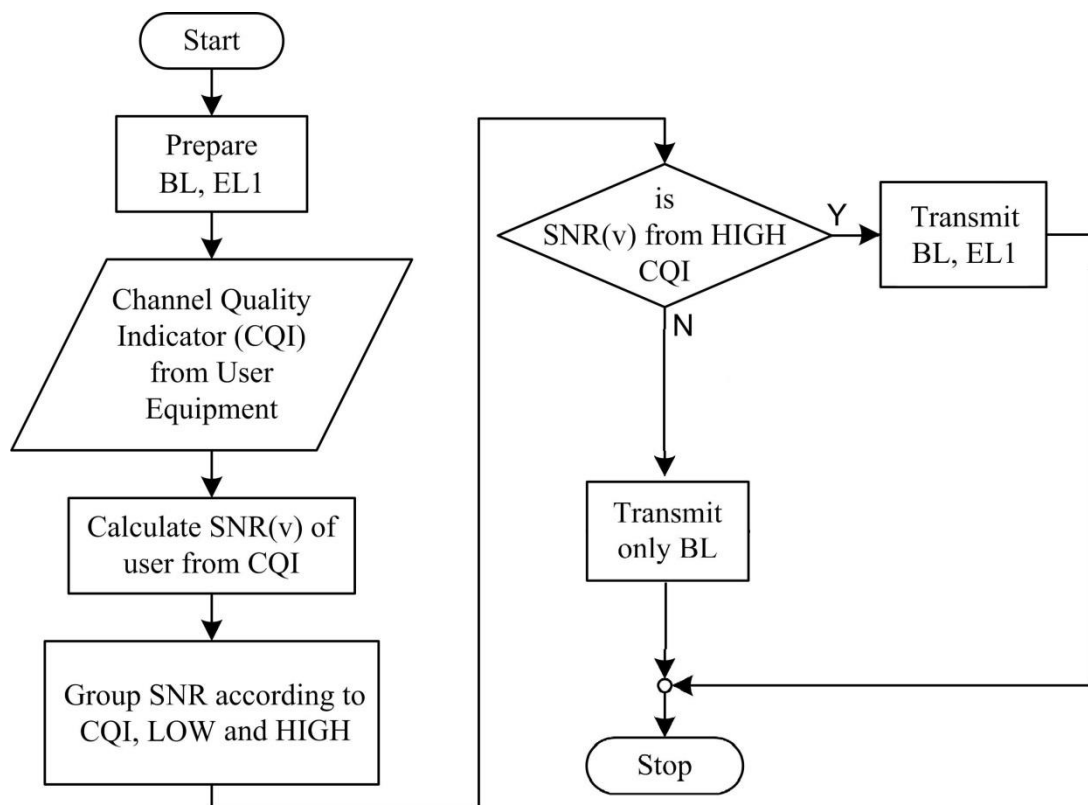 Start
Prepare
BL, EL1
Channel Quality
Indicator (CQI)
from User
Equipment
Calculate SNR(v) of
user from CQI
Group SNR according to
CQI, LOW and HIGH
is
SNR(v) from HIGH
CQI
Y
Transmit
BL, EL1
N
Transmit
only BL
Stop